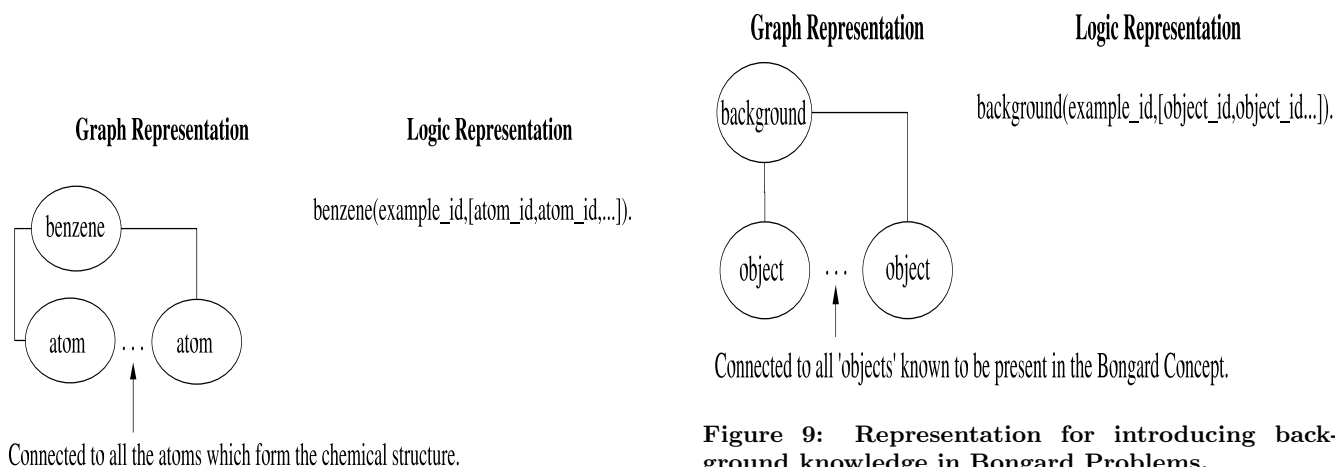 Graph Representation Logic Representation
benzene
benzene(example_id,[atom_id,atom_id,...]).
atom ... atom
Connected to all the atoms which form the chemical structure.
Graph Representation Logic Representation
background
background(example_id,[object_id,object_id...]).
object ... object
Connected to all 'objects' known to be present in the Bongard Concept.
Figure 9: Representation for introducing back-
ground knowledge in Bongard Problems.